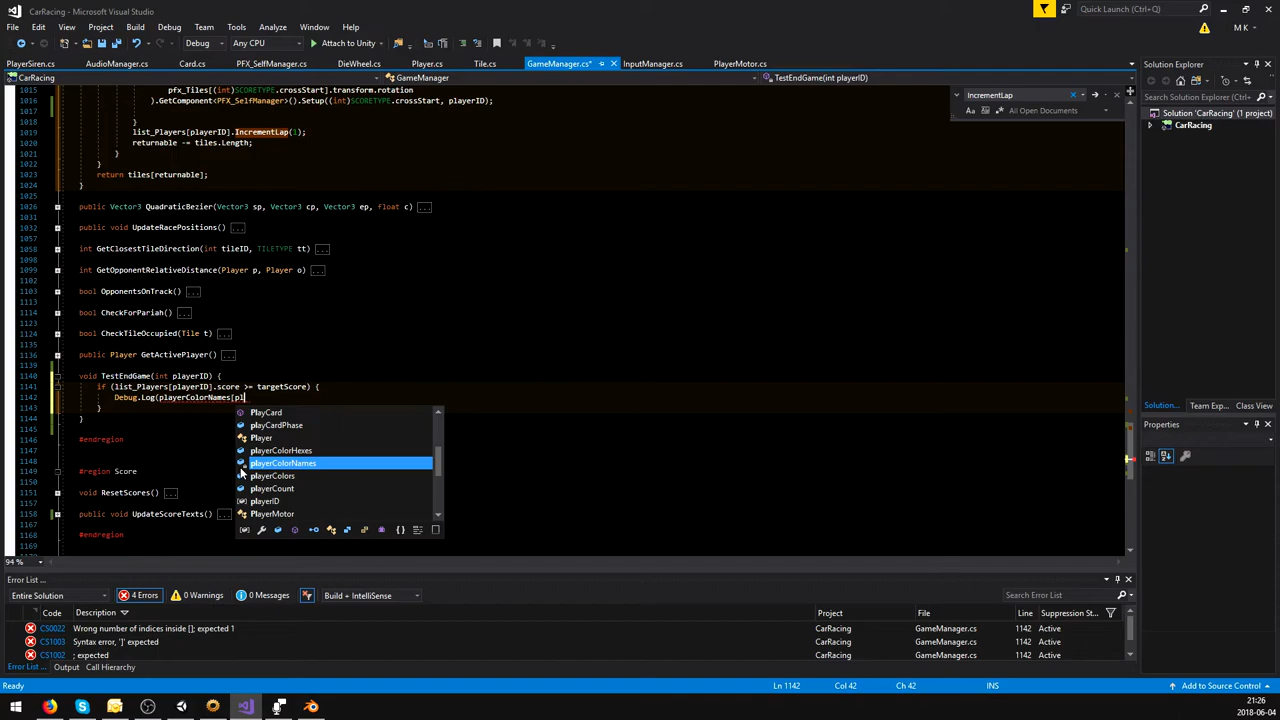 CarRacing - Microsoft Visual Studio
Quick Launch (Ctrl+Q)
File Edit View Project Build Debug Team Tools Test Analyze Window Help
M K
Debug Any CPU Attach to Unity
PlayerSiren.cs AudioManager.cs Card.cs PFX_SelfManager.cs DieWheel.cs Player.cs Tile.cs GameManager.cs* InputManager.cs PlayerMotor.cs
CarRacing GameManager TestEndGame(int playerID)
Solution Explorer
IncrementLap
Aa All Open Documents
Search Solution Explorer (Ctrl+;)
Solution 'CarRacing' (1 project)
CarRacing
1015 pfx_Tiles[(int)SCORETYPE.crossStart].transform.rotation
1016 ).GetComponent<PFX_SelfManager>().Setup((int)SCORETYPE.crossStart, playerID);
1017
1018 }
1019 list_Players[playerID].IncrementLap(1);
1020 returnable -= tiles.Length;
1021 }
1022 }
1023 return tiles[returnable];
1024 }
1025
1026 public Vector3 QuadraticBezier(Vector3 sp, Vector3 cp, Vector3 ep, float c) ...
1031
1032 public void UpdateRacePositions() ...
1057
1058 int GetClosestTileDirection(int tileID, TILETYPE tt) ...
1098
1099 int GetOpponentRelativeDistance(Player p, Player o) ...
1101
1102 bool OpponentsOnTrack() ...
1113
1114 bool CheckForPariah() ...
1123
1124 bool CheckTileOccupied(Tile t) ...
1135
1136 public Player GetActivePlayer() ...
1139
1140 void TestEndGame(int playerID) {
1141 if (list_Players[playerID].score >= targetScore) {
1142 Debug.Log(playerColorNames[pl
1143 }
1144 }
1145
1146 #endregion
1147
1148
1149 #region Score
1150
1151 void ResetScores() ...
1157
1158 public void UpdateScoreTexts() ...
1168
1169 #endregion
PlayCard
playCardPhase
Player
playerColorHexes
playerColorNames
playerColors
playerCount
playerID
PlayerMotor
Solution... Team Exp... Class View
Properties
94 %
Error List ...
Entire Solution 4 Errors 0 Warnings 0 Messages Build + IntelliSense Search Error List
Code Description Project File Line Suppression St...
CS0022 Wrong number of indices inside []; expected 1 CarRacing GameManager.cs 1142 Active
CS1003 Syntax error, ']' expected CarRacing GameManager.cs 1142 Active
CS1002 ; expected CarRacing GameManager.cs 1142 Active
Error List ... Output Call Hierarchy
Ready Ln 1142 Col 42 Ch 42 INS Add to Source Control
21:26
2018-06-04